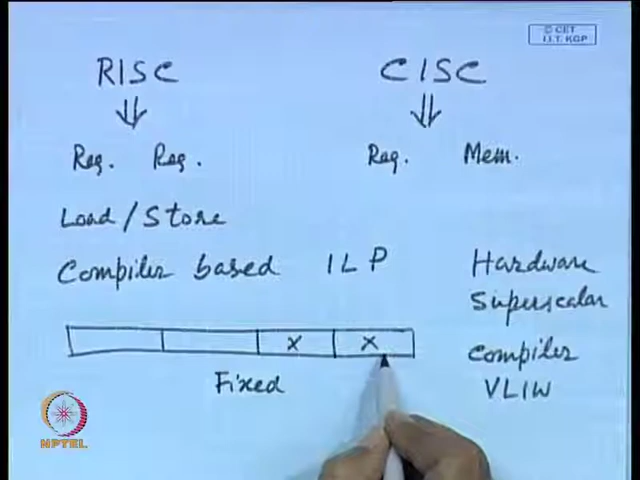 © CET
I.I.T. KGP
RISC CISC
Reg. Reg. Reg. Mem.
Load/Store
Compiler based ILP Hardware
Superscalar
x x Compiler
Fixed VLIW
NPTEL